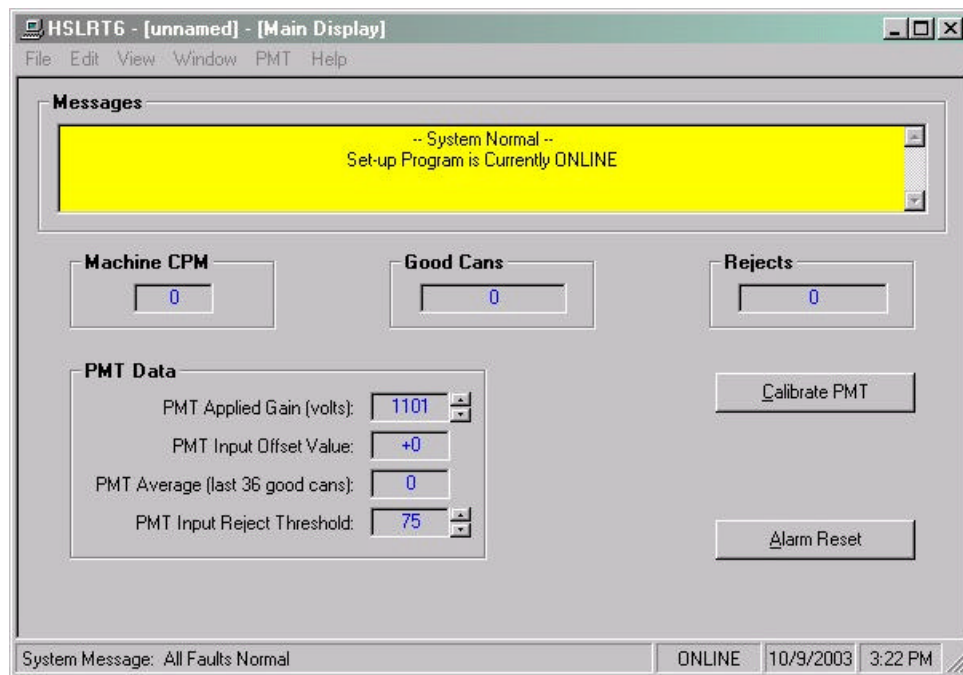 HSLRT6 - [unnamed] - [Main Display]
File Edit View Window PMT Help
Messages
-- System Normal --
Set-up Program is Currently ONLINE
Machine CPM
0
Good Cans
0
Rejects
0
PMT Data
PMT Applied Gain (volts): 1101
PMT Input Offset Value: +0
PMT Average (last 36 good cans): 0
PMT Input Reject Threshold: 75
Calibrate PMT
Alarm Reset
System Message: All Faults Normal ONLINE 10/9/2003 3:22 PM